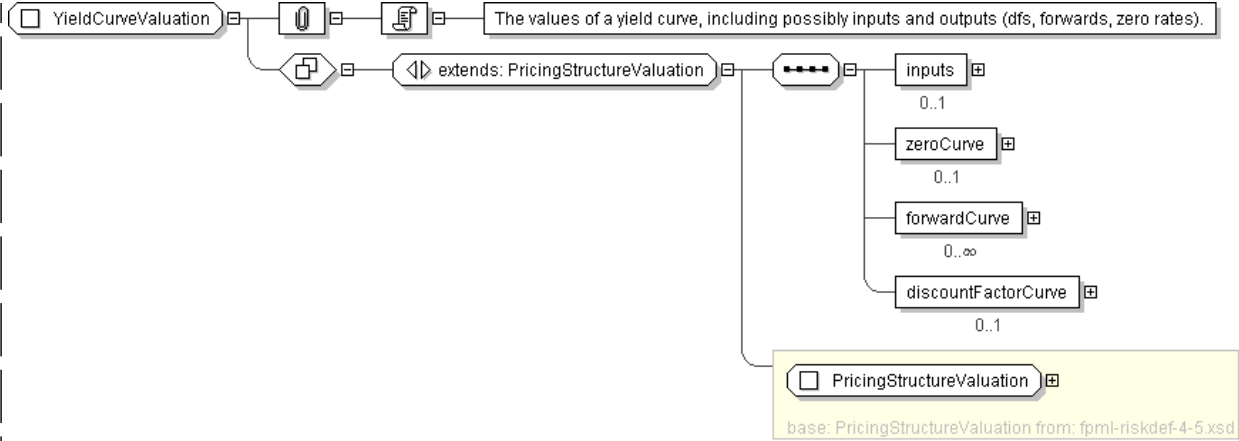 YieldCurveValuation
The values of a yield curve, including possibly inputs and outputs (dfs, forwards, zero rates).
extends: PricingStructureValuation
inputs
0..1
zeroCurve
0..1
forwardCurve
0..∞
discountFactorCurve
0..1
PricingStructureValuation
base: PricingStructureValuation from: fpml-riskdef-4-5.xsd